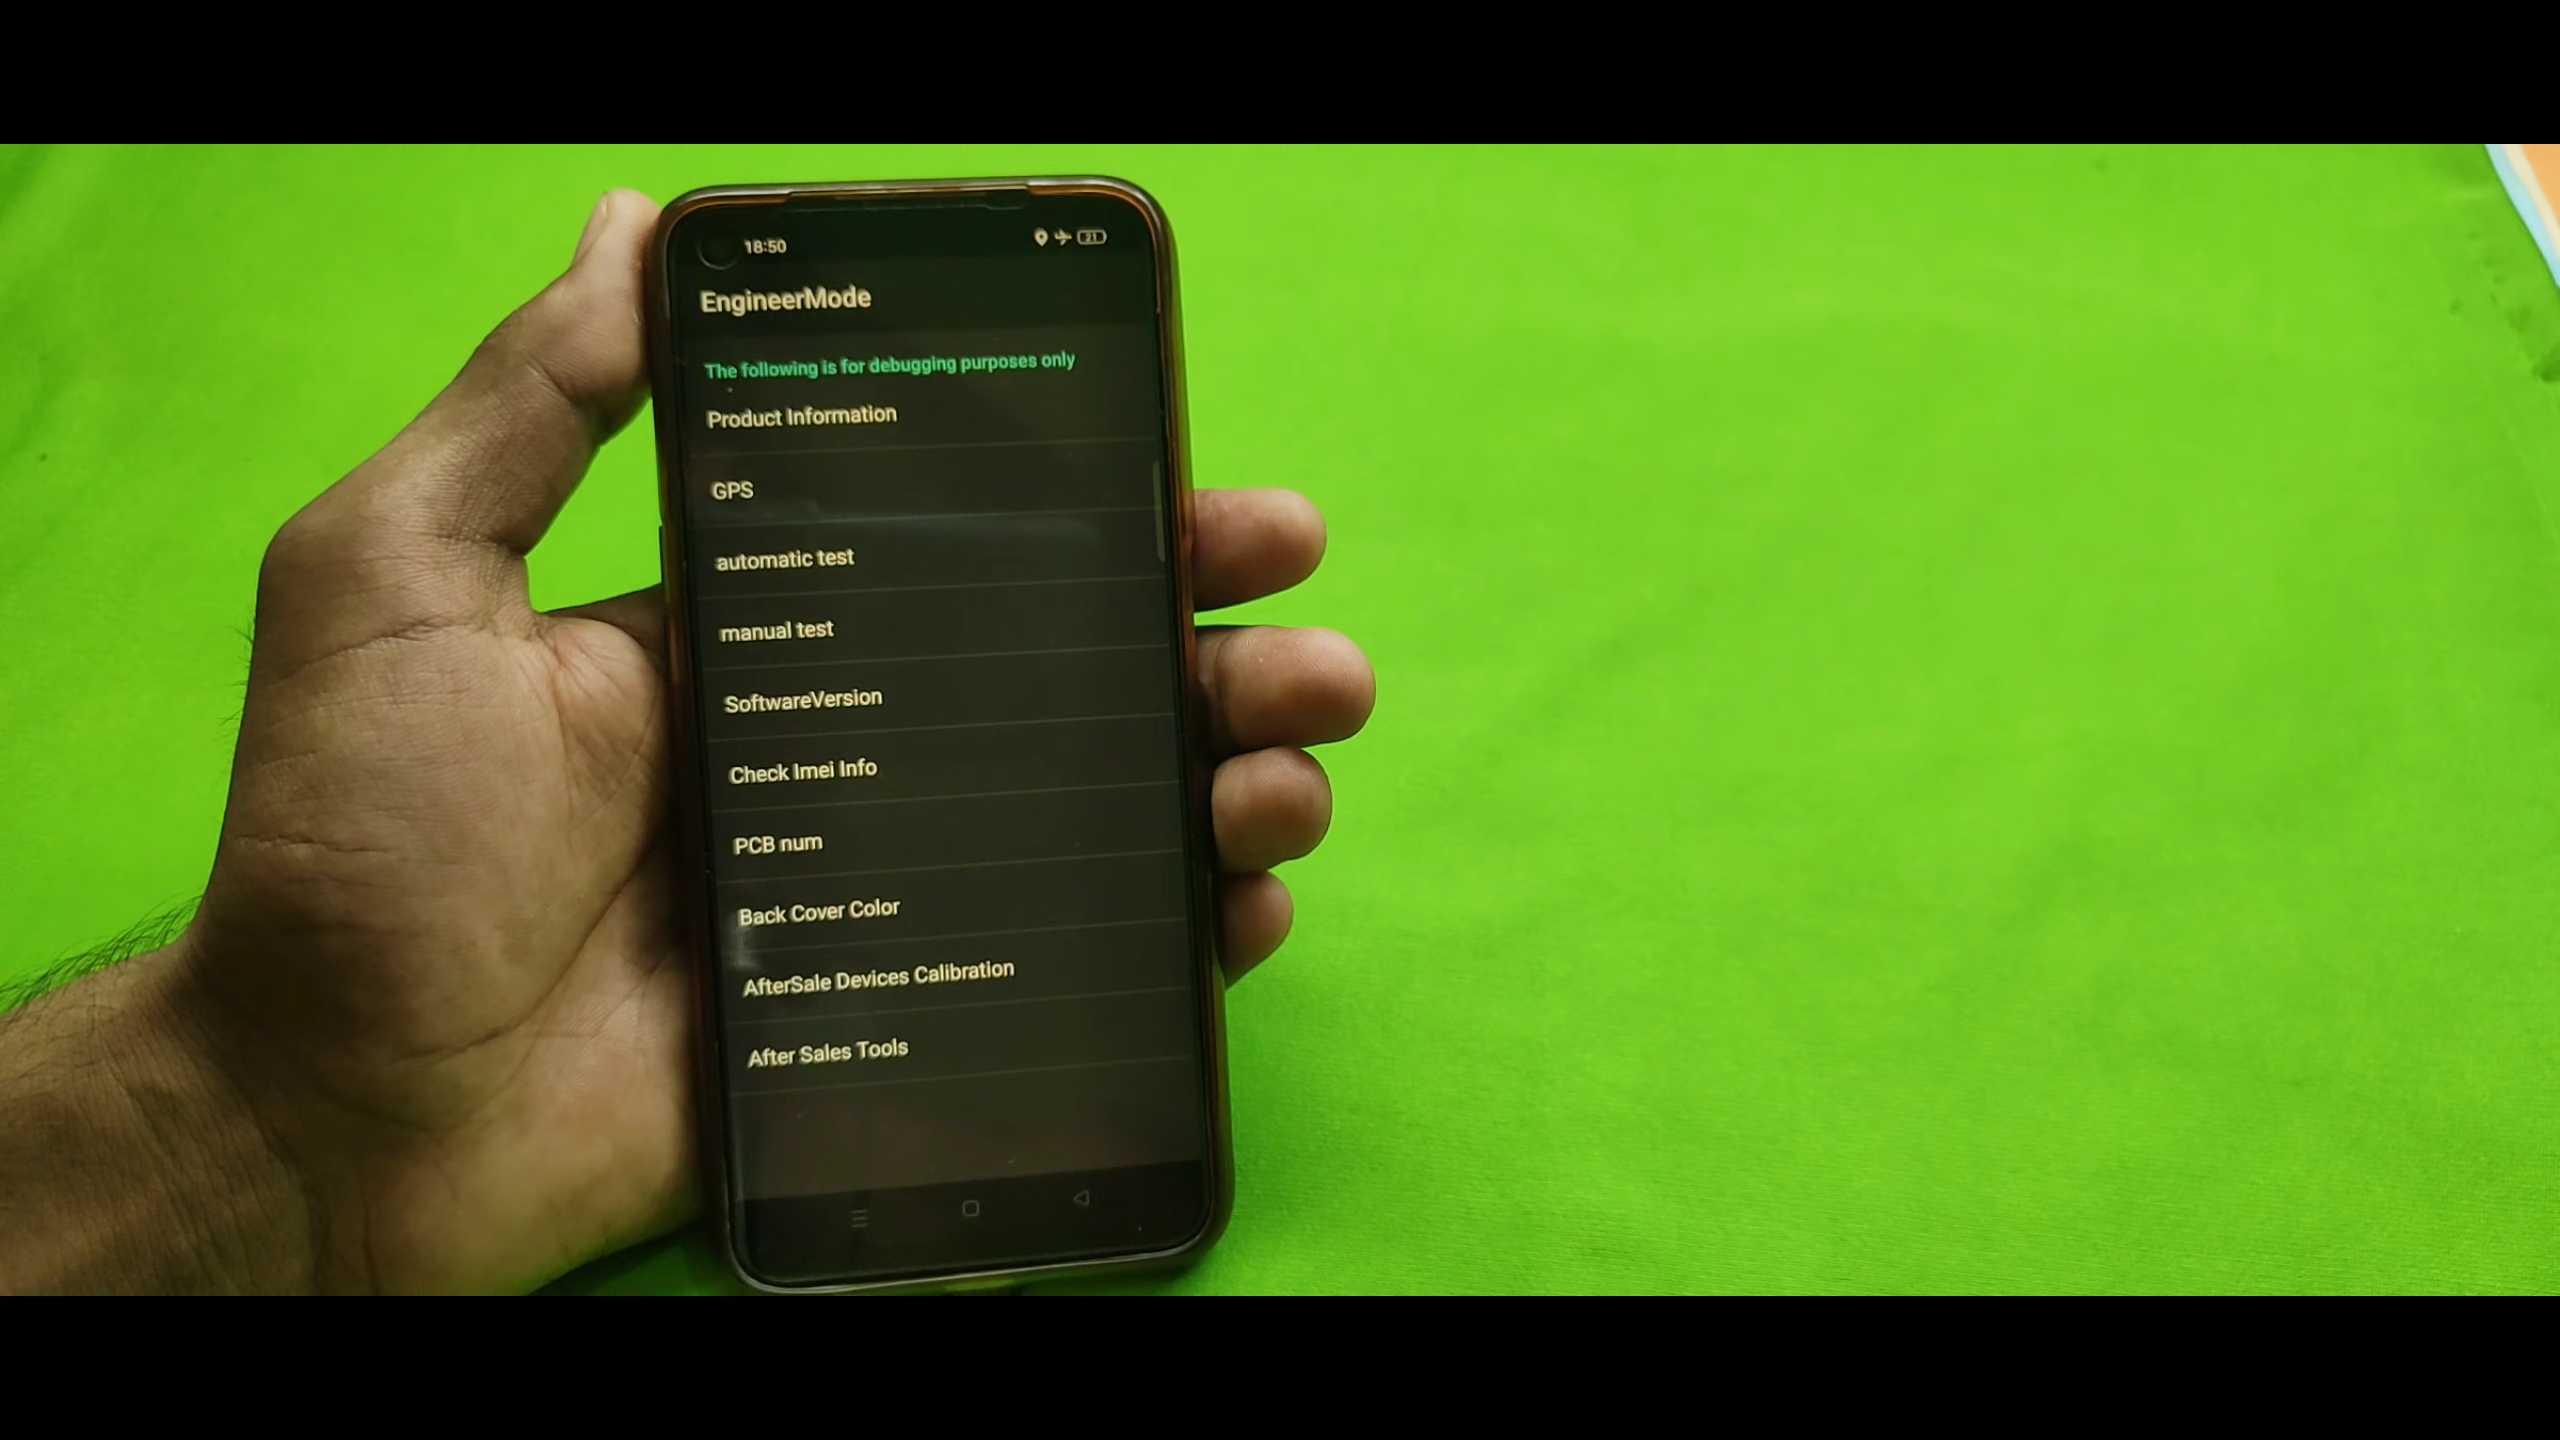 18:50
21
EngineerMode
The following is for debugging purposes only
Product Information
GPS
automatic test
manual test
SoftwareVersion
Check Imei Info
PCB num
Back Cover Color
AfterSale Devices Calibration
After Sales Tools